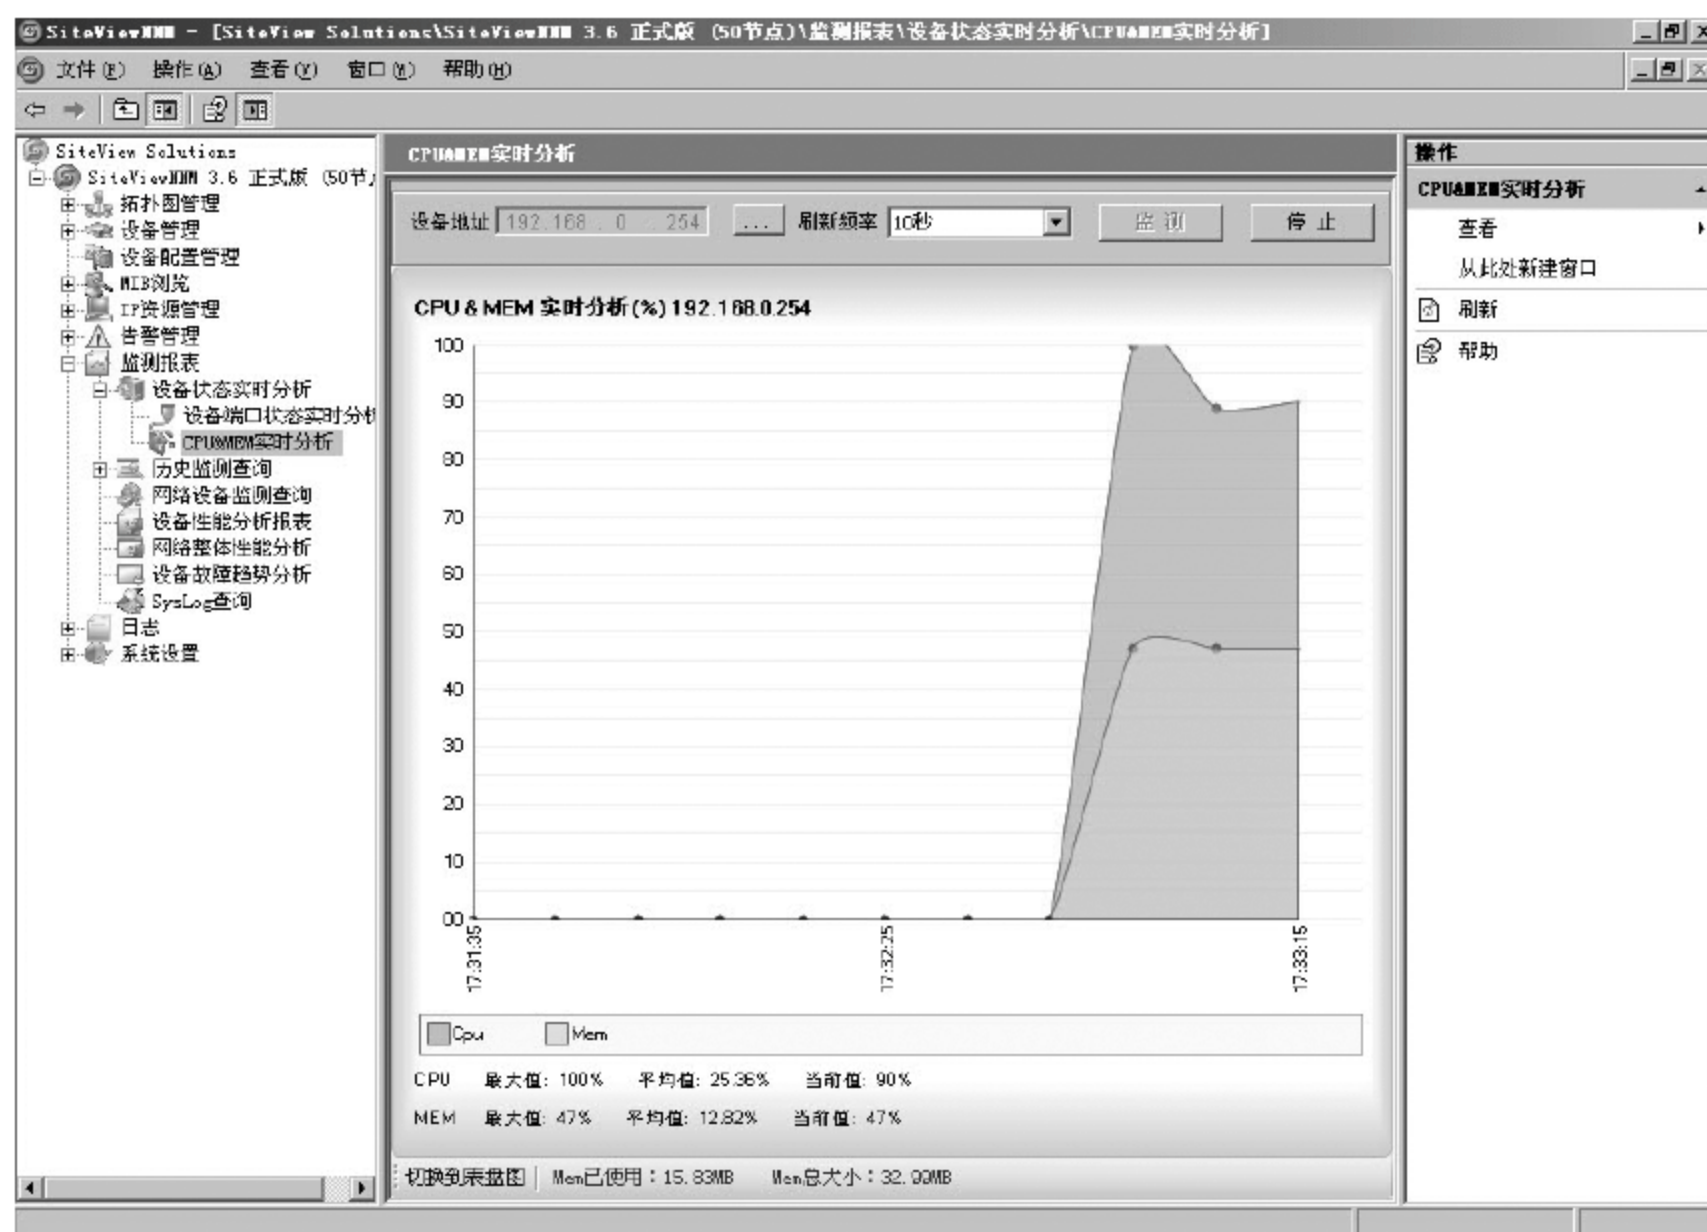 SiteViewNNM - [SiteView Solutions\SiteViewNNM 3.6 正式版 (50节点)\监测报表\设备状态实时分析\CPU&MEM实时分析]
文件(F) 操作(A) 查看(V) 窗口(W) 帮助(H)
SiteView Solutions
SiteViewNNM 3.6 正式版 (50节
拓扑图管理
设备管理
设备配置管理
MIB浏览
IP资源管理
告警管理
监测报表
设备状态实时分析
设备端口状态实时分析
CPU&MEM实时分析
历史监测查询
网络设备监测查询
设备性能分析报表
网络整体性能分析
设备故障趋势分析
SysLog查询
日志
系统设置
CPU&MEM实时分析
设备地址 192.168 . 0 . 254 ... 刷新频率 10秒 监 测 停 止
CPU & MEM 实时分析(%) 192.168.0.254
100
90
80
70
60
50
40
30
20
10
00
17:31:35 17:32:25 17:33:15
Cpu Mem
CPU 最大值: 100% 平均值: 25.36% 当前值: 90%
MEM 最大值: 47% 平均值: 12.82% 当前值: 47%
切换到表盘图 Mem已使用：15.83MB Mem总大小：32.99MB
操作
CPU&MEM实时分析
查看
从此处新建窗口
刷新
帮助